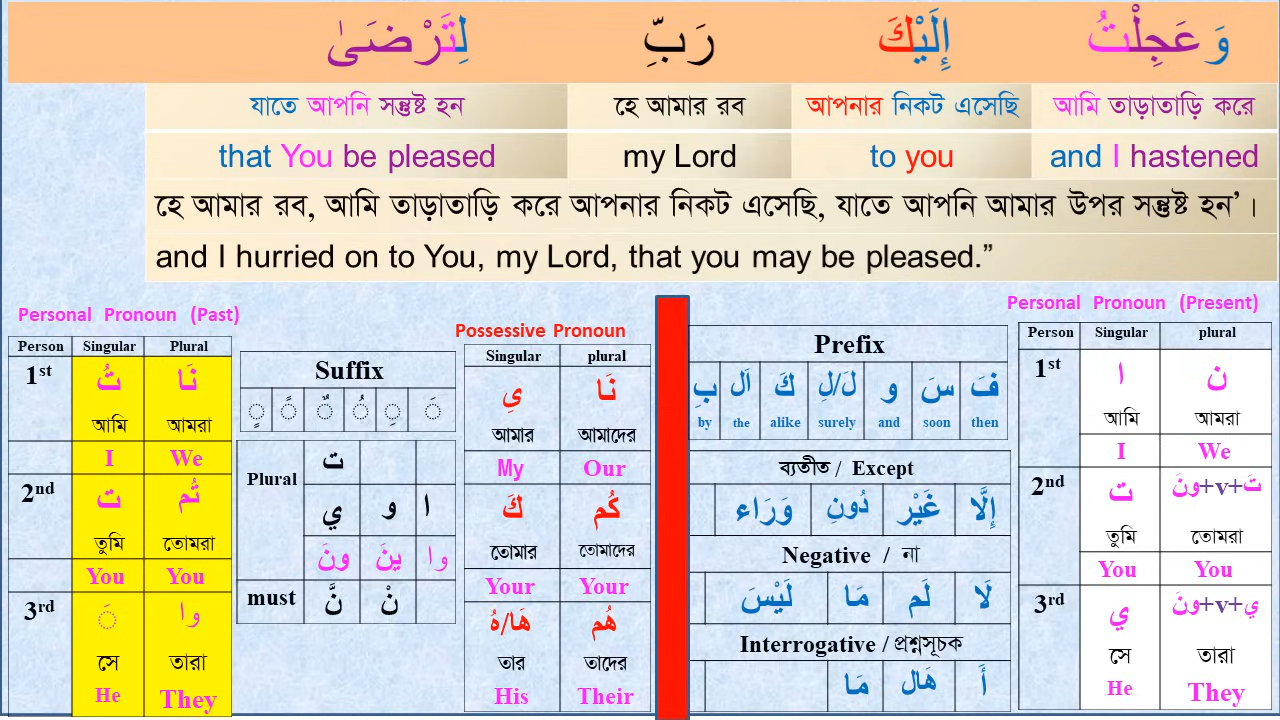 وَعَجِلْتُ إِلَيْكَ رَبِّ لِتَرْضَىٰ
যাতে আপনি সন্তুষ্ট হন হে আমার রব আপনার নিকট এসেছি আমি তাড়াতাড়ি করে
that You be pleased my Lord to you and I hastened
হে আমার রব, আমি তাড়াতাড়ি করে আপনার নিকট এসেছি, যাতে আপনি আমার উপর সন্তুষ্ট হন’।
and I hurried on to You, my Lord, that you may be pleased.”
Personal Pronoun (Past)
Person Singular Plural
1st تُ نَا
আমি আমরা
I We
2nd ت تُم
তুমি তোমরা
You You
3rd َ وا
সে তারা
He They
Suffix
ٍ ً ٌ ُ ِ َ
Plural ت
ي و ا
ونَ ينَ وا
must نَّ نْ
Possessive Pronoun
Singular plural
يِ نَا
আমার আমাদের
My Our
كَ كُم
তোমার তোমাদের
Your Your
هَا/هُ هُم
তার তাদের
His Their
Prefix
بِ اَل كَ لَ/لِ و سَ فَ
by the alike surely and soon then
ব্যতীত / Except
وَرَاء دُونِ غَيْر إِلَّا
Negative / না
لَيْسَ مَا لَم لَا
Interrogative / প্রশ্নসূচক
مَا هَال أَ
Personal Pronoun (Present)
Person Singular plural
1st ا ن
আমি আমরা
I We
2nd ت تَ+v+ونَ
তুমি তোমরা
You You
3rd ي ي+v+ونَ
সে তারা
He They